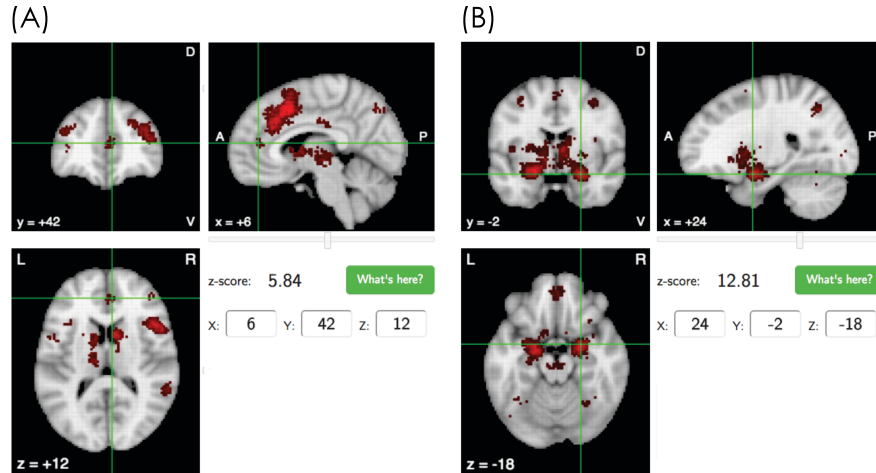 (A)
(B)
D
A
P
y = +42
V
x = +6
L
R
z-score: 5.84
What's here?
X: 6 Y: 42 Z: 12
z = +12
D
A
P
y = -2
V
x = +24
L
R
z-score: 12.81
What's here?
X: 24 Y: -2 Z: -18
z = -18